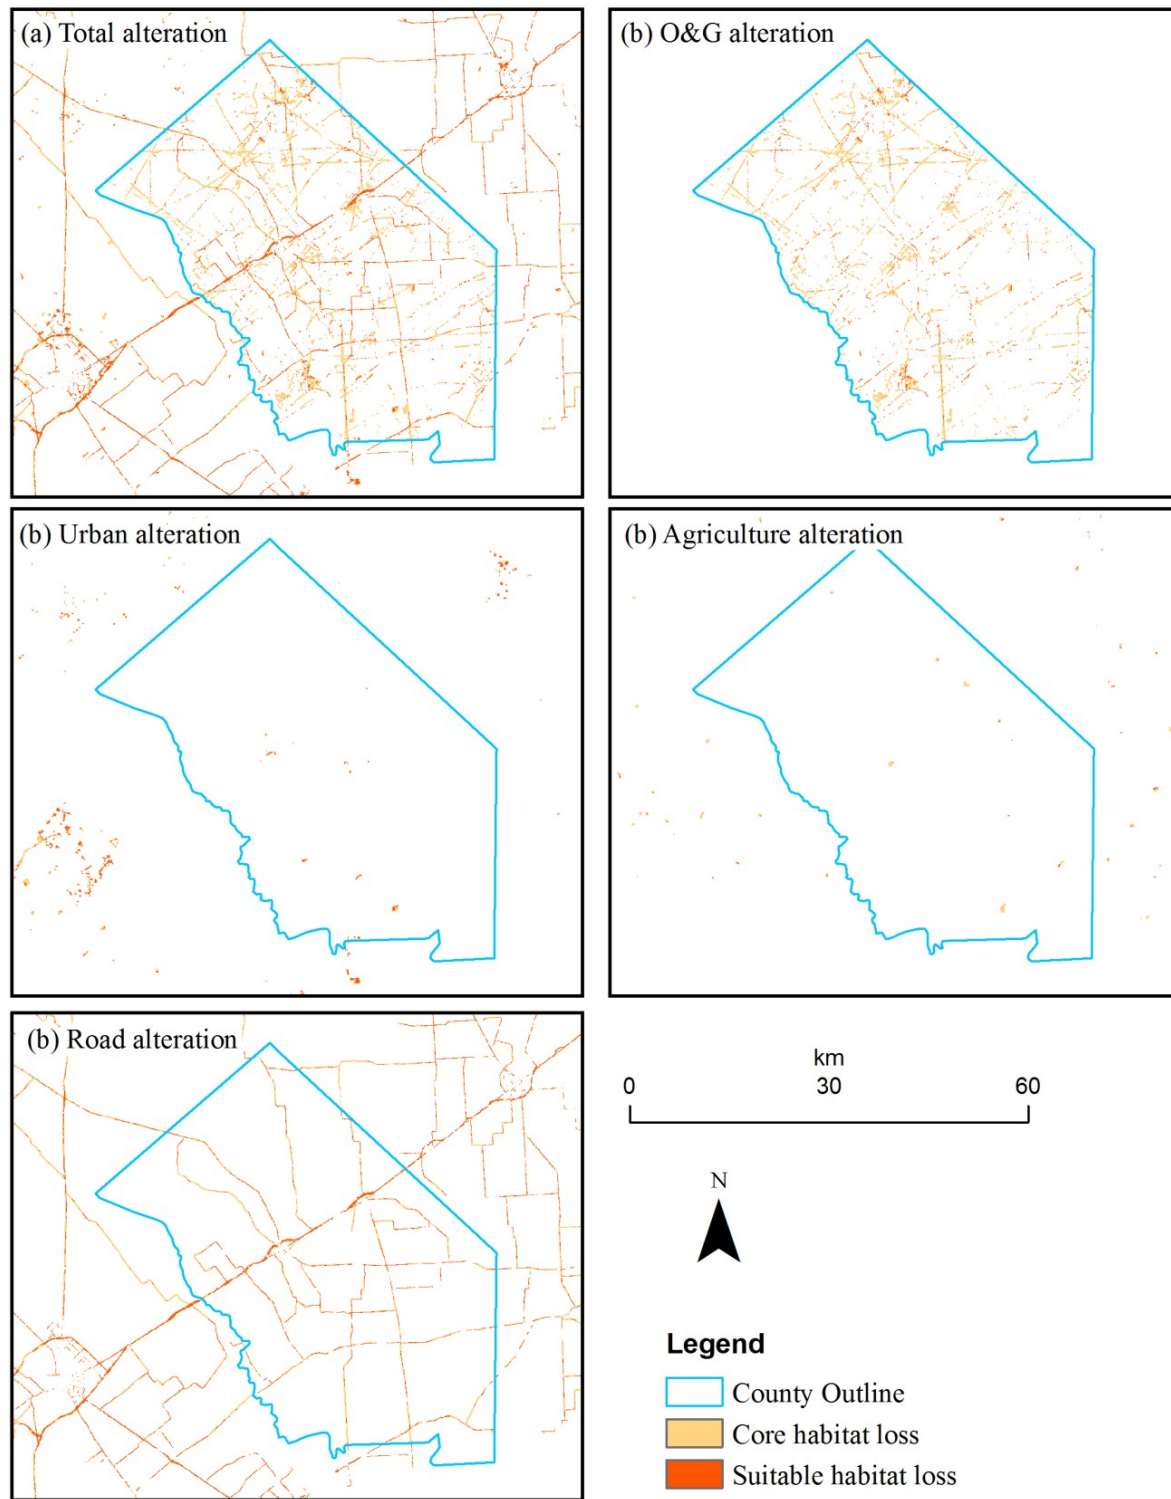 (a) Total alteration
(b) O&G alteration
(b) Urban alteration
(b) Agriculture alteration
(b) Road alteration
km
0 30 60
N
Legend
County Outline
Core habitat loss
Suitable habitat loss